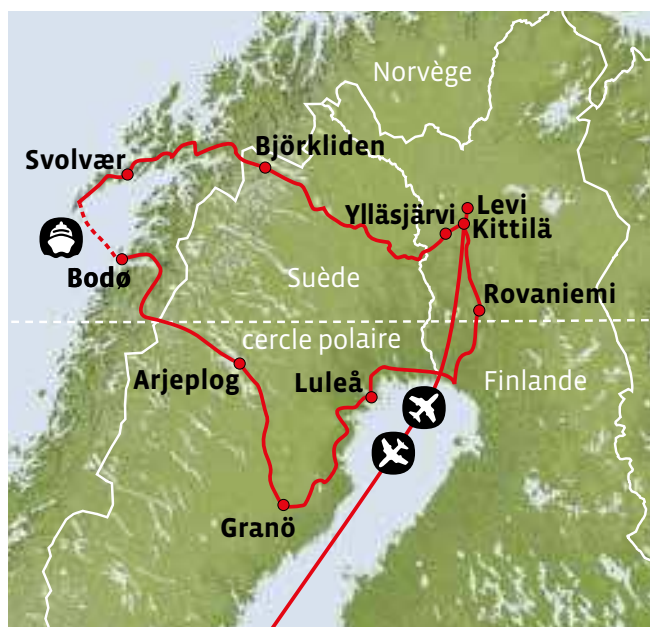 Norvège
Svolvær
Björkliden
Levi
Ylläsjärvi
Kittilä
Bodø
Suède
Rovaniemi
cercle polaire
Arjeplog
Luleå
Finlande
Granö